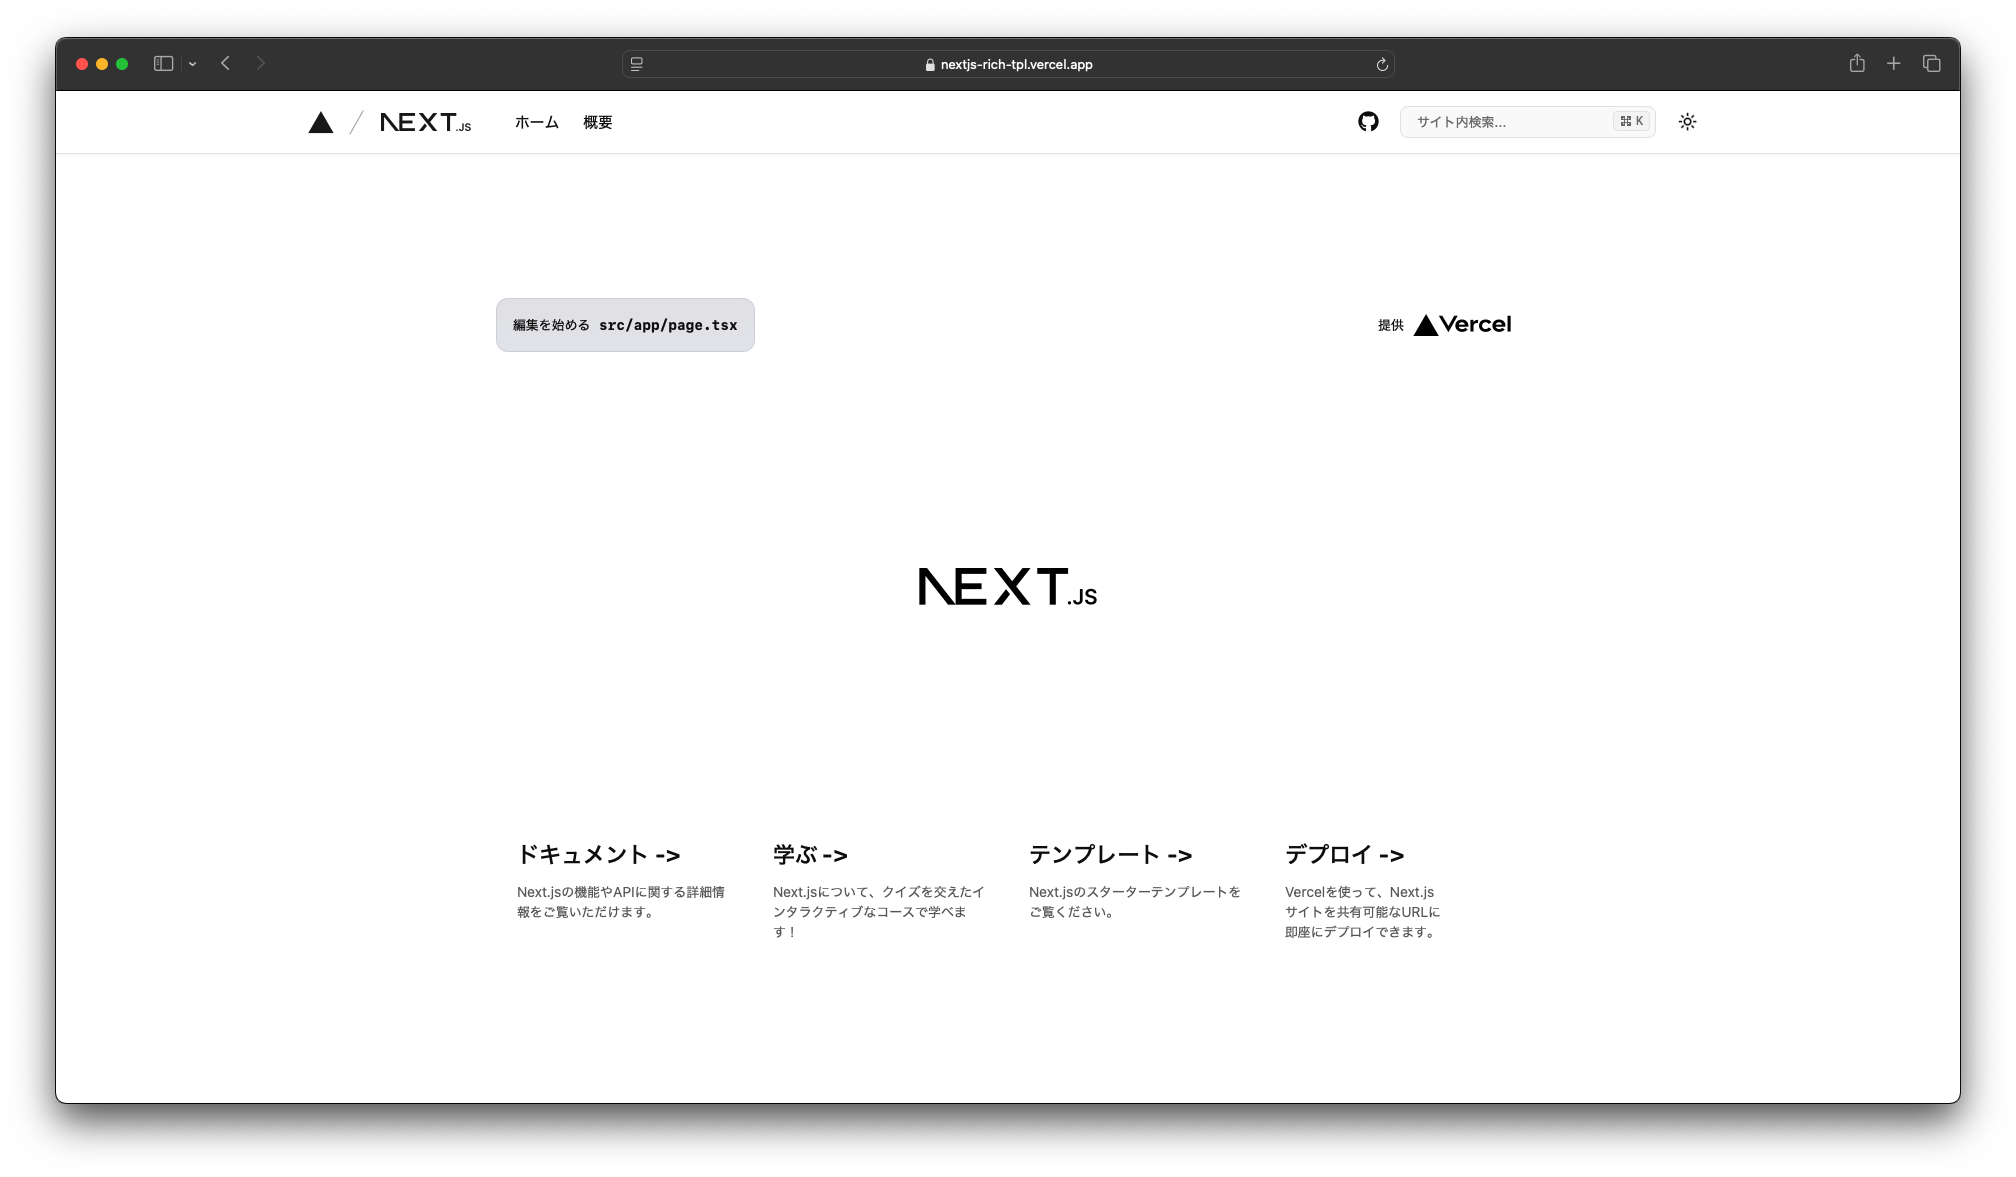 nextjs-rich-tpl.vercel.app
NEXT.JS ホーム 概要 サイト内検索... ⌘ K
編集を始める src/app/page.tsx
提供 Vercel
NEXT.JS
ドキュメント ->
Next.jsの機能やAPIに関する詳細情
報をご覧いただけます。
学ぶ ->
Next.jsについて、クイズを交えたイ
ンタラクティブなコースで学べま
す！
テンプレート ->
Next.jsのスターターテンプレートを
ご覧ください。
デプロイ ->
Vercelを使って、Next.js
サイトを共有可能なURLに
即座にデプロイできます。